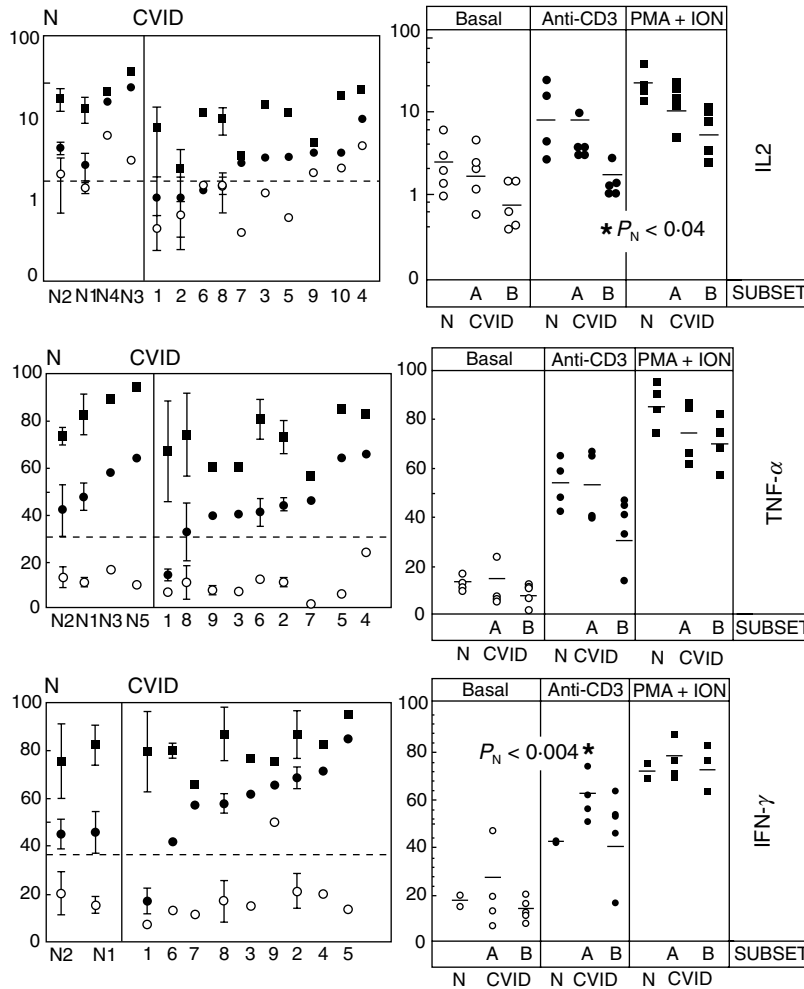 N CVID
100
10
1
0
N2 N1 N4 N3 1 2 6 8 7 3 5 9 10 4
Basal Anti-CD3 PMA + ION
100
10
1
0
* PN < 0·04
A B A B A B SUBSET
N CVID N CVID N CVID
IL2
N CVID
100
80
60
40
20
0
N2 N1 N3 N5 1 8 9 3 6 2 7 5 4
Basal Anti-CD3 PMA + ION
100
80
60
40
20
0
A B A B A B SUBSET
N CVID N CVID N CVID
TNF-α
N CVID
100
80
60
40
20
0
N2 N1 1 6 7 8 3 9 2 4 5
Basal Anti-CD3 PMA + ION
100
80
60
40
20
0
PN < 0·004 *
A B A B A B SUBSET
N CVID N CVID N CVID
IFN-γ